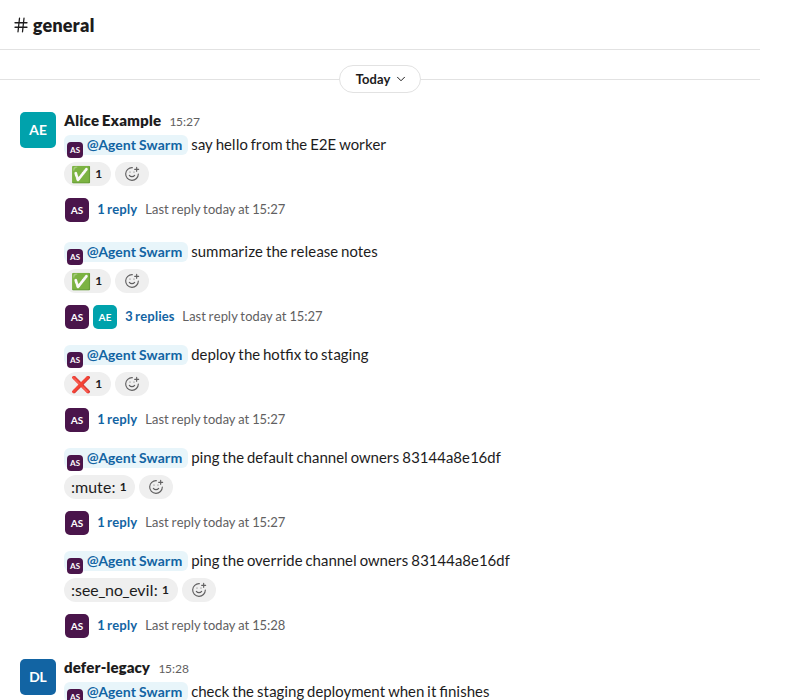 # general
Today
AE Alice Example 15:27
AS @Agent Swarm say hello from the E2E worker
1
AS 1 reply Last reply today at 15:27
AS @Agent Swarm summarize the release notes
1
AS AE 3 replies Last reply today at 15:27
AS @Agent Swarm deploy the hotfix to staging
1
AS 1 reply Last reply today at 15:27
AS @Agent Swarm ping the default channel owners 83144a8e16df
:mute: 1
AS 1 reply Last reply today at 15:27
AS @Agent Swarm ping the override channel owners 83144a8e16df
:see_no_evil: 1
AS 1 reply Last reply today at 15:28
DL defer-legacy 15:28
AS @Agent Swarm check the staging deployment when it finishes